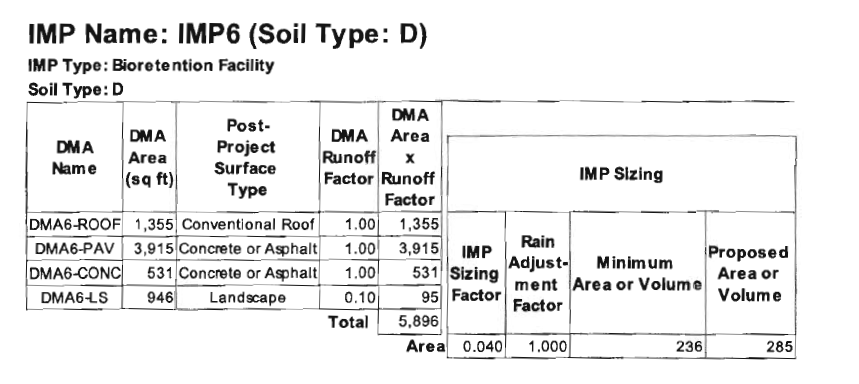 IMP Name: IMP6 (Soil Type: D)
IMP Type: Bioretention Facility
Soil Type: D
DMA Name | DMA Area (sq ft) | Post-Project Surface Type | DMA Runoff Factor | DMA Area x Runoff Factor | IMP Sizing
DMA6-ROOF 1,355 Conventional Roof 1.00 1,355
DMA6-PAV 3,915 Concrete or Asphalt 1.00 3,915
DMA6-CONC 531 Concrete or Asphalt 1.00 531
DMA6-LS 946 Landscape 0.10 95
Total 5,896
IMP Sizing Factor | Rain Adjust-ment Factor | Minimum Area or Volume | Proposed Area or Volume
Area 0.040 1.000 236 285